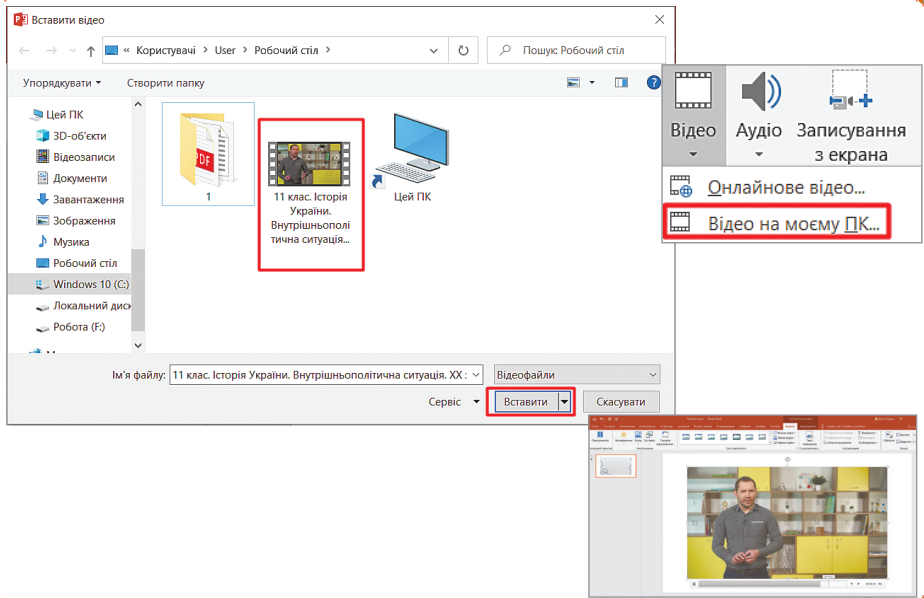 Вставити відео
« Користувачі > User > Робочий стіл >
Пошук: Робочий стіл
Упорядкувати
Створити папку
Цей ПК
3D-об'єкти
Відеозаписи
Документи
Завантаження
Зображення
Музика
Робочий стіл
Windows 10 (C:)
Локальний диск
Робота (F:)
PDF
1
11 клас. Історія
України.
Внутрішньополі
тична ситуація...
Цей ПК
Ім'я файлу:
11 клас. Історія України. Внутрішньополітична ситуація. XX :
Відеофайли
Сервіс
Вставити
Скасувати
Відео
Аудіо
Записування
з екрана
Онлайнове відео...
Відео на моєму ПК...